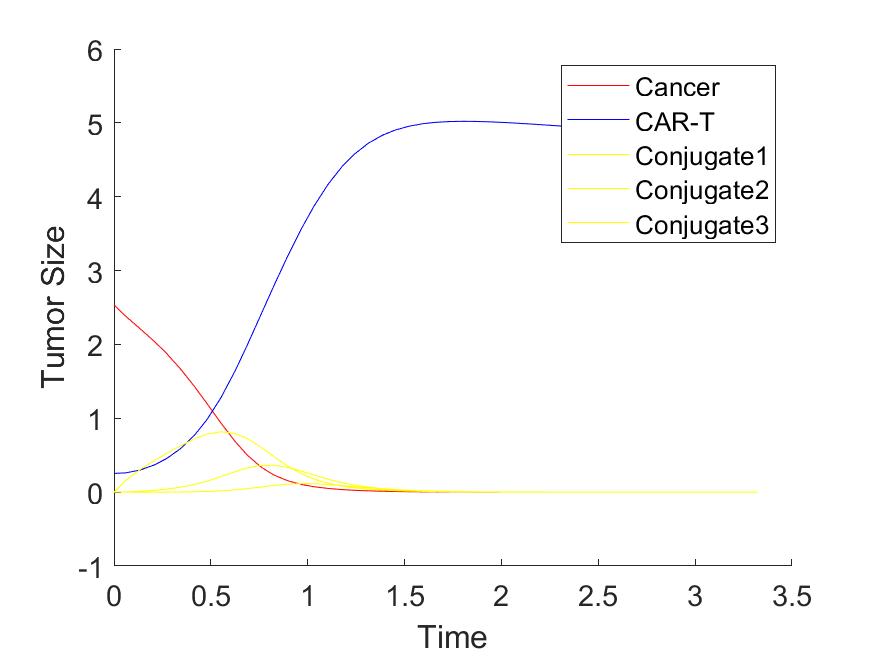 6
5
4
3
2
1
0
-1
Tumor Size
Cancer
CAR-T
Conjugate1
Conjugate2
Conjugate3
0 0.5 1 1.5 2 2.5 3 3.5
Time